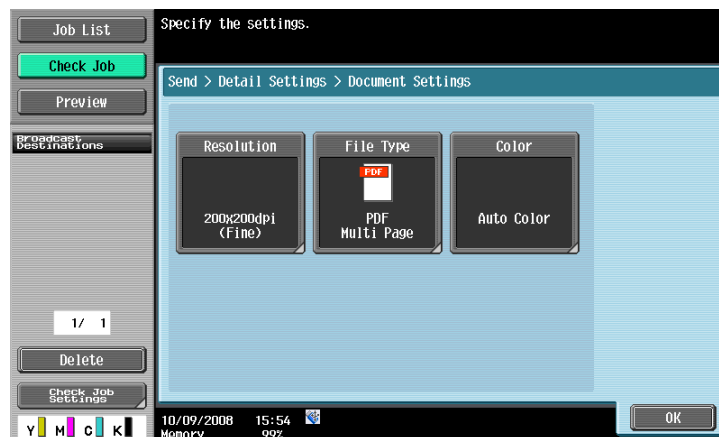 Job List
Specify the settings.
Check Job
Send > Detail Settings > Document Settings
Preview
Broadcast
Destinations
Resolution
File Type
Color
PDF
200x200dpi
(Fine)
PDF
Multi Page
Auto Color
1/ 1
Delete
Check Job
Settings
10/09/2008 15:54
Memory 99%
OK
Y M C K